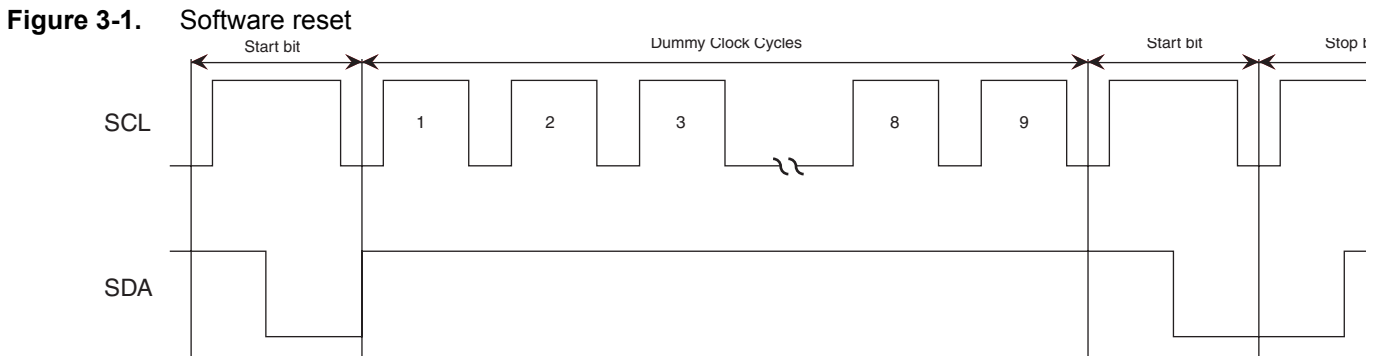 Figure 3-1. Software reset
Start bit Dummy Clock Cycles Start bit Stop b
SCL 1 2 3 8 9
SDA